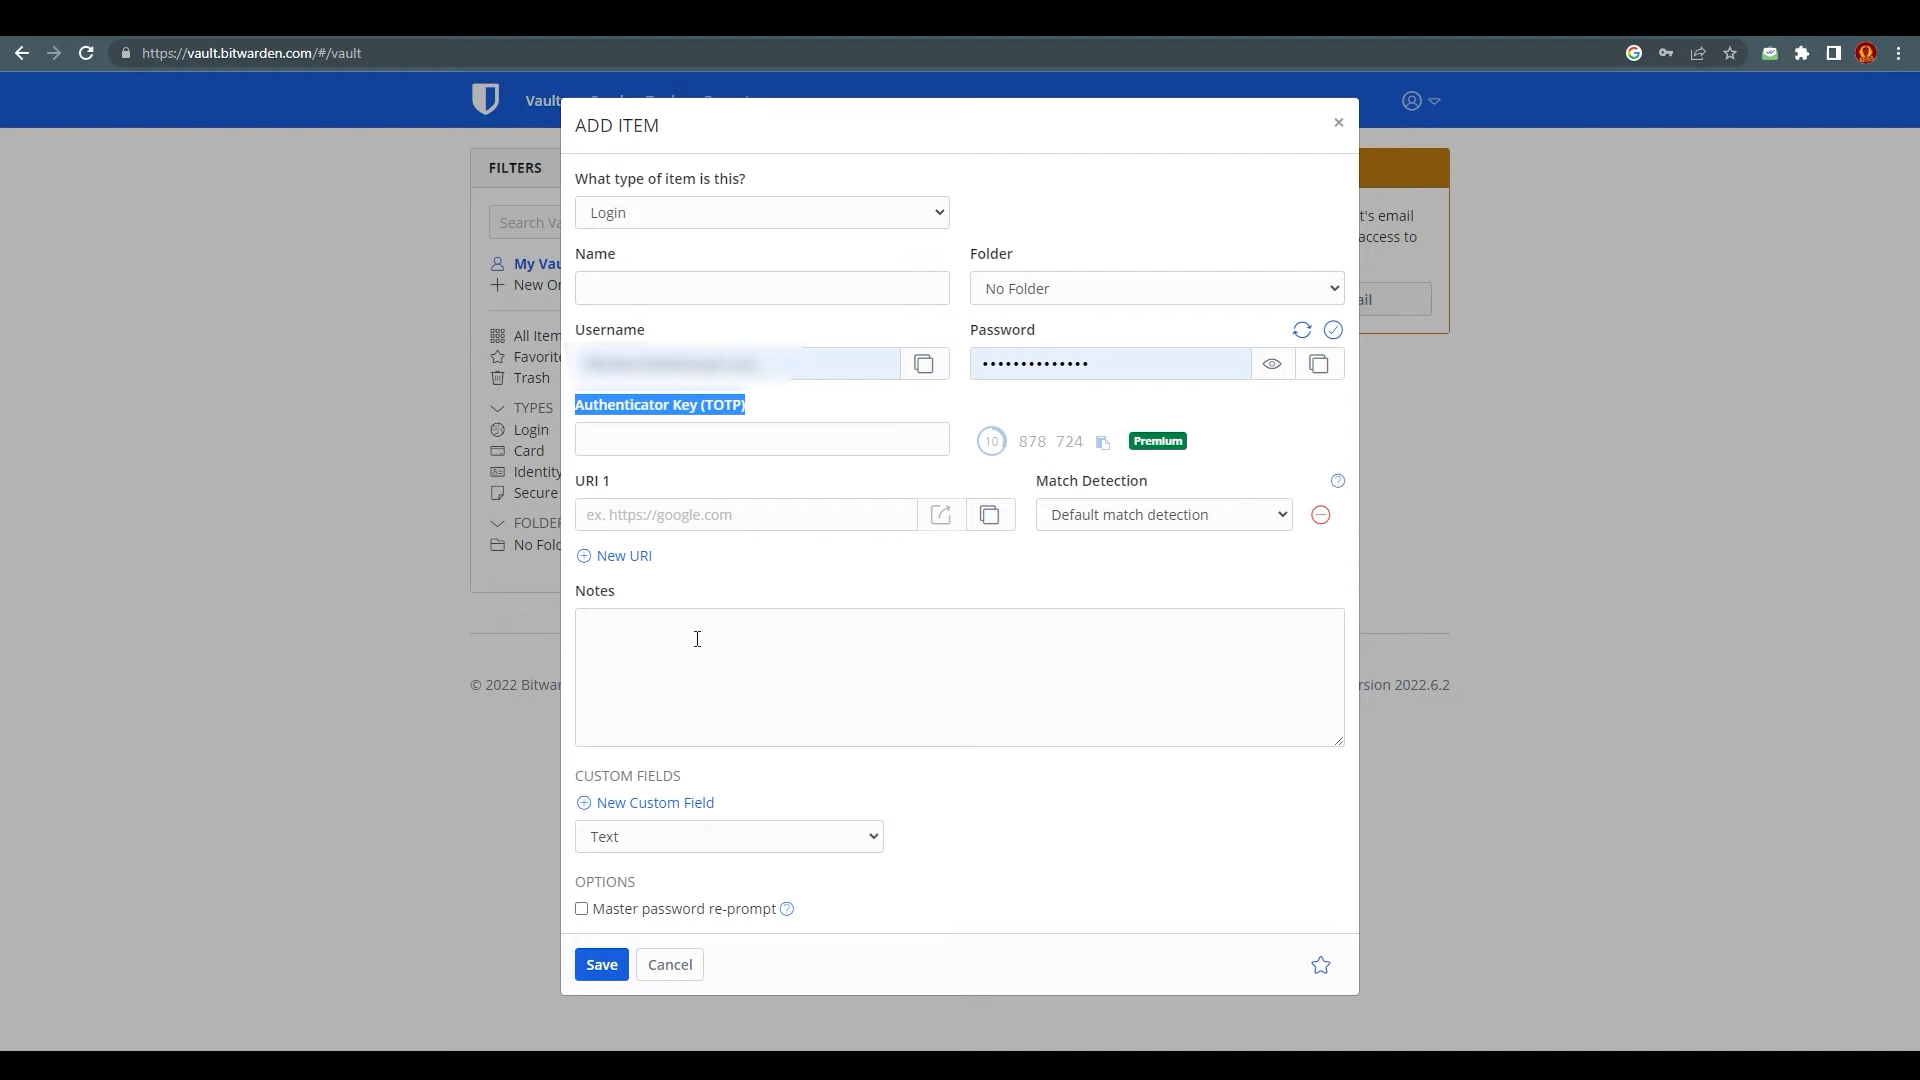 https://vault.bitwarden.com/#/vault
Vault
ADD ITEM
×
FILTERS
What type of item is this?
Login
Search Va
t's email
access to
Name
Folder
My Vau
New Or
No Folder
ail
Username
Password
All Item
Favorite
••••••••••••••
Trash
Authenticator Key (TOTP)
TYPES
Login
10 878 724 Premium
Card
Identity
URI 1
Match Detection
Secure
ex. https://google.com
Default match detection
FOLDER
No Fold
New URI
Notes
© 2022 Bitwar
rsion 2022.6.2
CUSTOM FIELDS
New Custom Field
Text
OPTIONS
Master password re-prompt
Save
Cancel